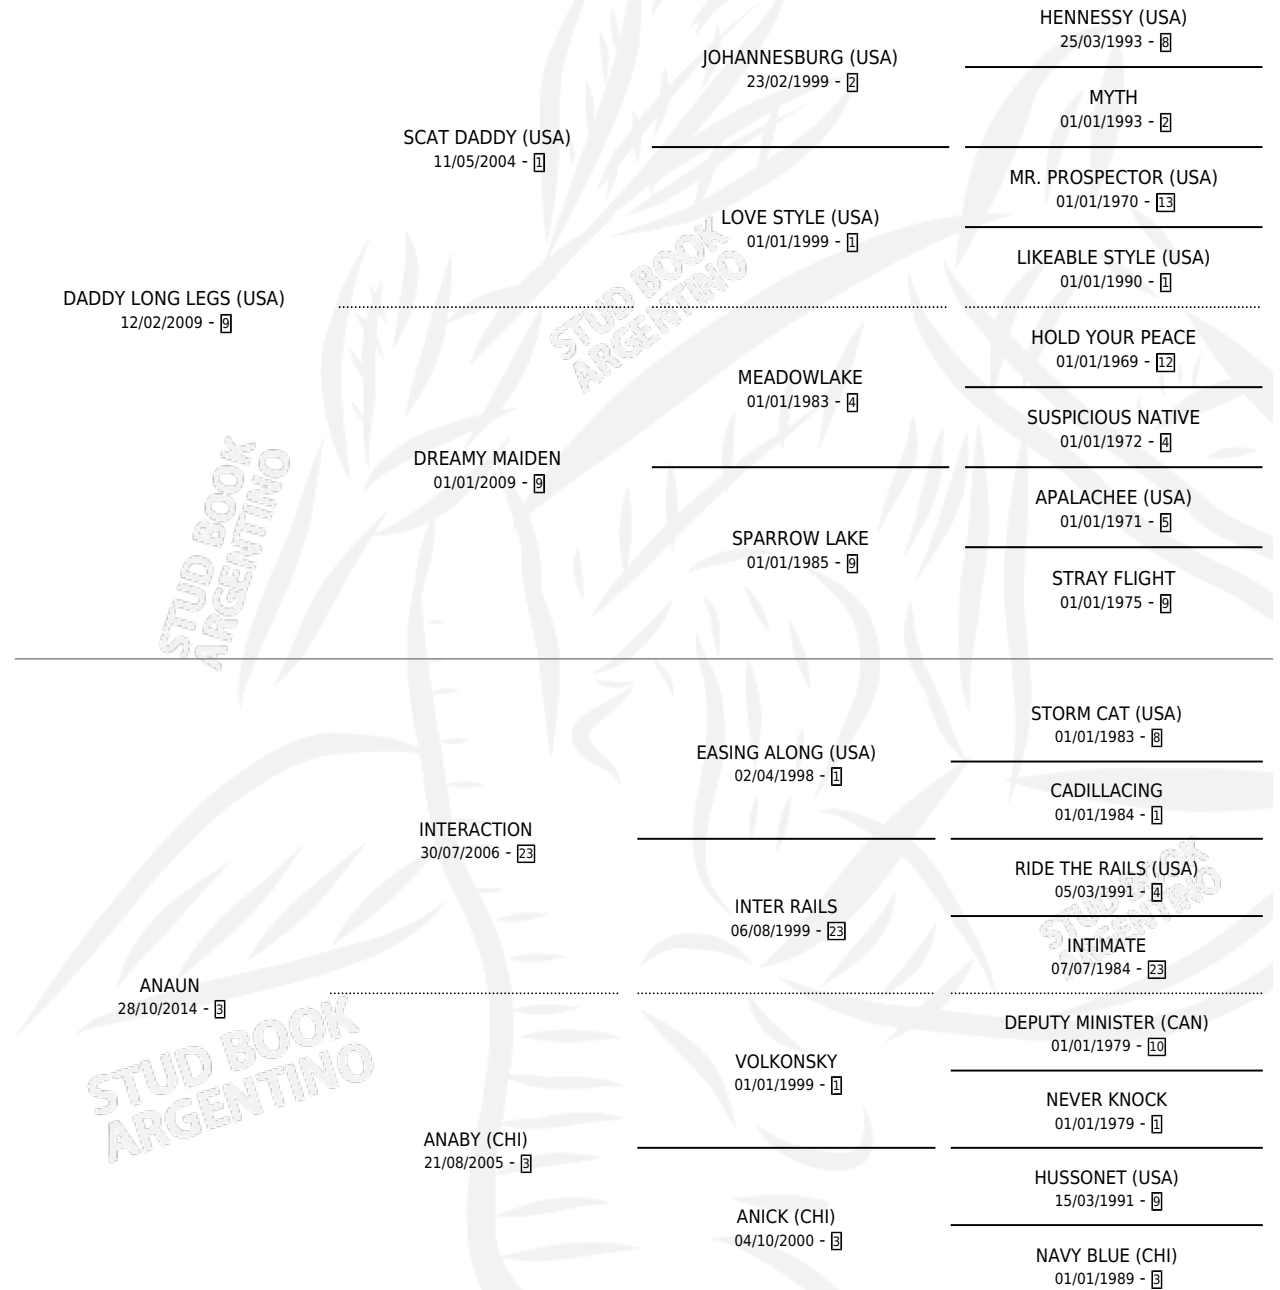 HENNESSY (USA)
25/03/1993 - 8
JOHANNESBURG (USA)
23/02/1999 - 2
MYTH
01/01/1993 - 2
SCAT DADDY (USA)
11/05/2004 - 1
MR. PROSPECTOR (USA)
01/01/1970 - 13
LOVE STYLE (USA)
01/01/1999 - 1
LIKEABLE STYLE (USA)
01/01/1990 - 1
DADDY LONG LEGS (USA)
12/02/2009 - 9
HOLD YOUR PEACE
01/01/1969 - 12
MEADOWLAKE
01/01/1983 - 4
SUSPICIOUS NATIVE
01/01/1972 - 4
DREAMY MAIDEN
01/01/2009 - 9
APALACHEE (USA)
01/01/1971 - 5
SPARROW LAKE
01/01/1985 - 9
STRAY FLIGHT
01/01/1975 - 9
STUD BOOK
ARGENTINO
STUD BOOK
ARGENTINO
STORM CAT (USA)
01/01/1983 - 8
EASING ALONG (USA)
02/04/1998 - 1
CADILLACING
01/01/1984 - 1
INTERACTION
30/07/2006 - 23
RIDE THE RAILS (USA)
05/03/1991 - 4
INTER RAILS
06/08/1999 - 23
INTIMATE
07/07/1984 - 23
ANAUN
28/10/2014 - 3
DEPUTY MINISTER (CAN)
01/01/1979 - 10
VOLKONSKY
01/01/1999 - 1
NEVER KNOCK
01/01/1979 - 1
ANABY (CHI)
21/08/2005 - 3
HUSSONET (USA)
15/03/1991 - 9
ANICK (CHI)
04/10/2000 - 3
NAVY BLUE (CHI)
01/01/1989 - 3
STUD BOOK
ARGENTINO
STUD BOOK
ARGENTINO